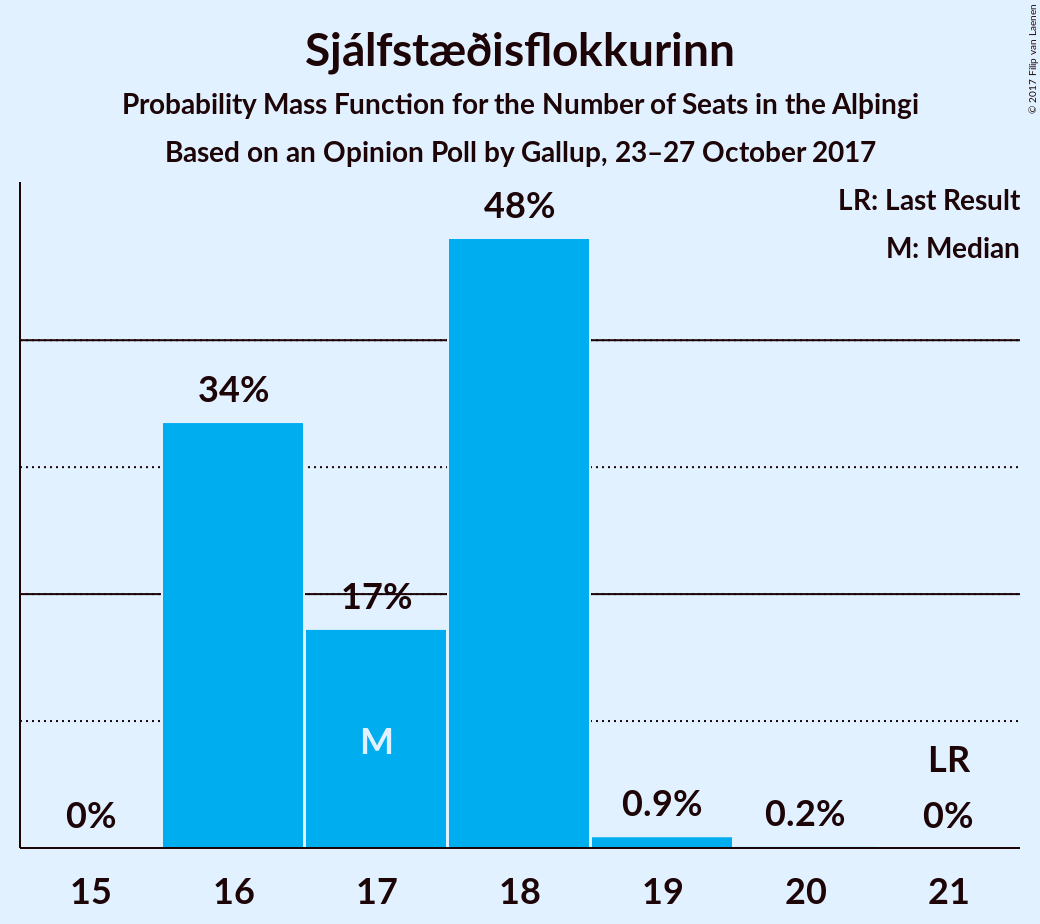 Sjálfstæðisflokkurinn
Probability Mass Function for the Number of Seats in the Alþingi
Based on an Opinion Poll by Gallup, 23–27 October 2017
© 2017 Filip van Laenen
LR: Last Result
M: Median
48%
34%
17%
M
LR
0%
0.9%
0.2%
0%
15 16 17 18 19 20 21